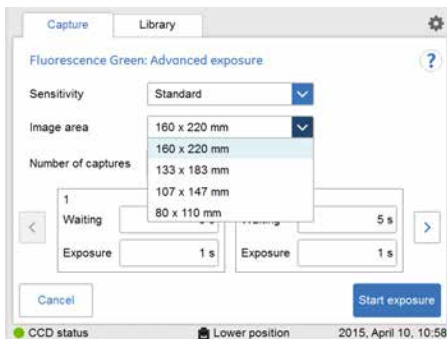 Capture Library
Fluorescence Green: Advanced exposure
?
Sensitivity Standard
Image area 160 x 220 mm
160 x 220 mm
133 x 183 mm
Number of captures
107 x 147 mm
1
80 x 110 mm
Waiting 5 s
Exposure 1 s Exposure 1 s
Cancel Start exposure
CCD status Lower position 2015, April 10, 10:58